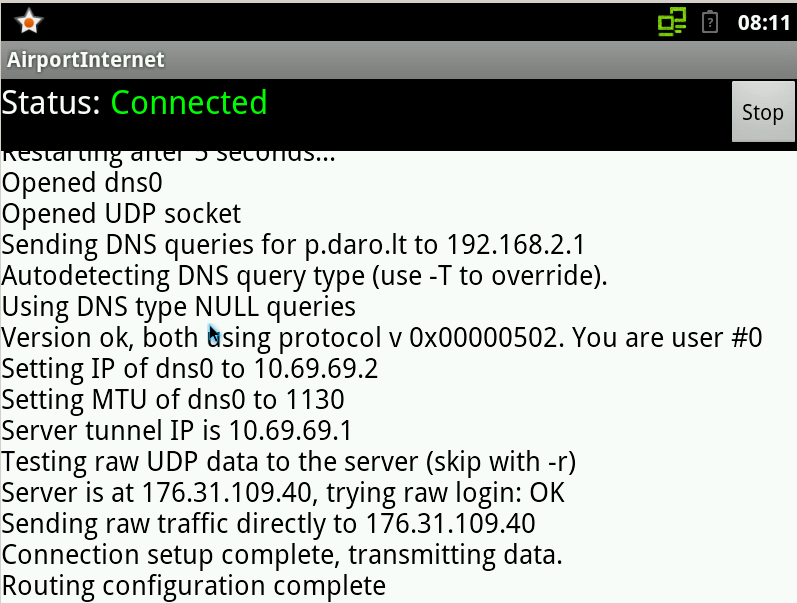 08:11
AirportInternet
Status: Connected
Stop
Restarting after 5 seconds...
Opened dns0
Opened UDP socket
Sending DNS queries for p.daro.lt to 192.168.2.1
Autodetecting DNS query type (use -T to override).
Using DNS type NULL queries
Version ok, both using protocol v 0x00000502. You are user #0
Setting IP of dns0 to 10.69.69.2
Setting MTU of dns0 to 1130
Server tunnel IP is 10.69.69.1
Testing raw UDP data to the server (skip with -r)
Server is at 176.31.109.40, trying raw login: OK
Sending raw traffic directly to 176.31.109.40
Connection setup complete, transmitting data.
Routing configuration complete